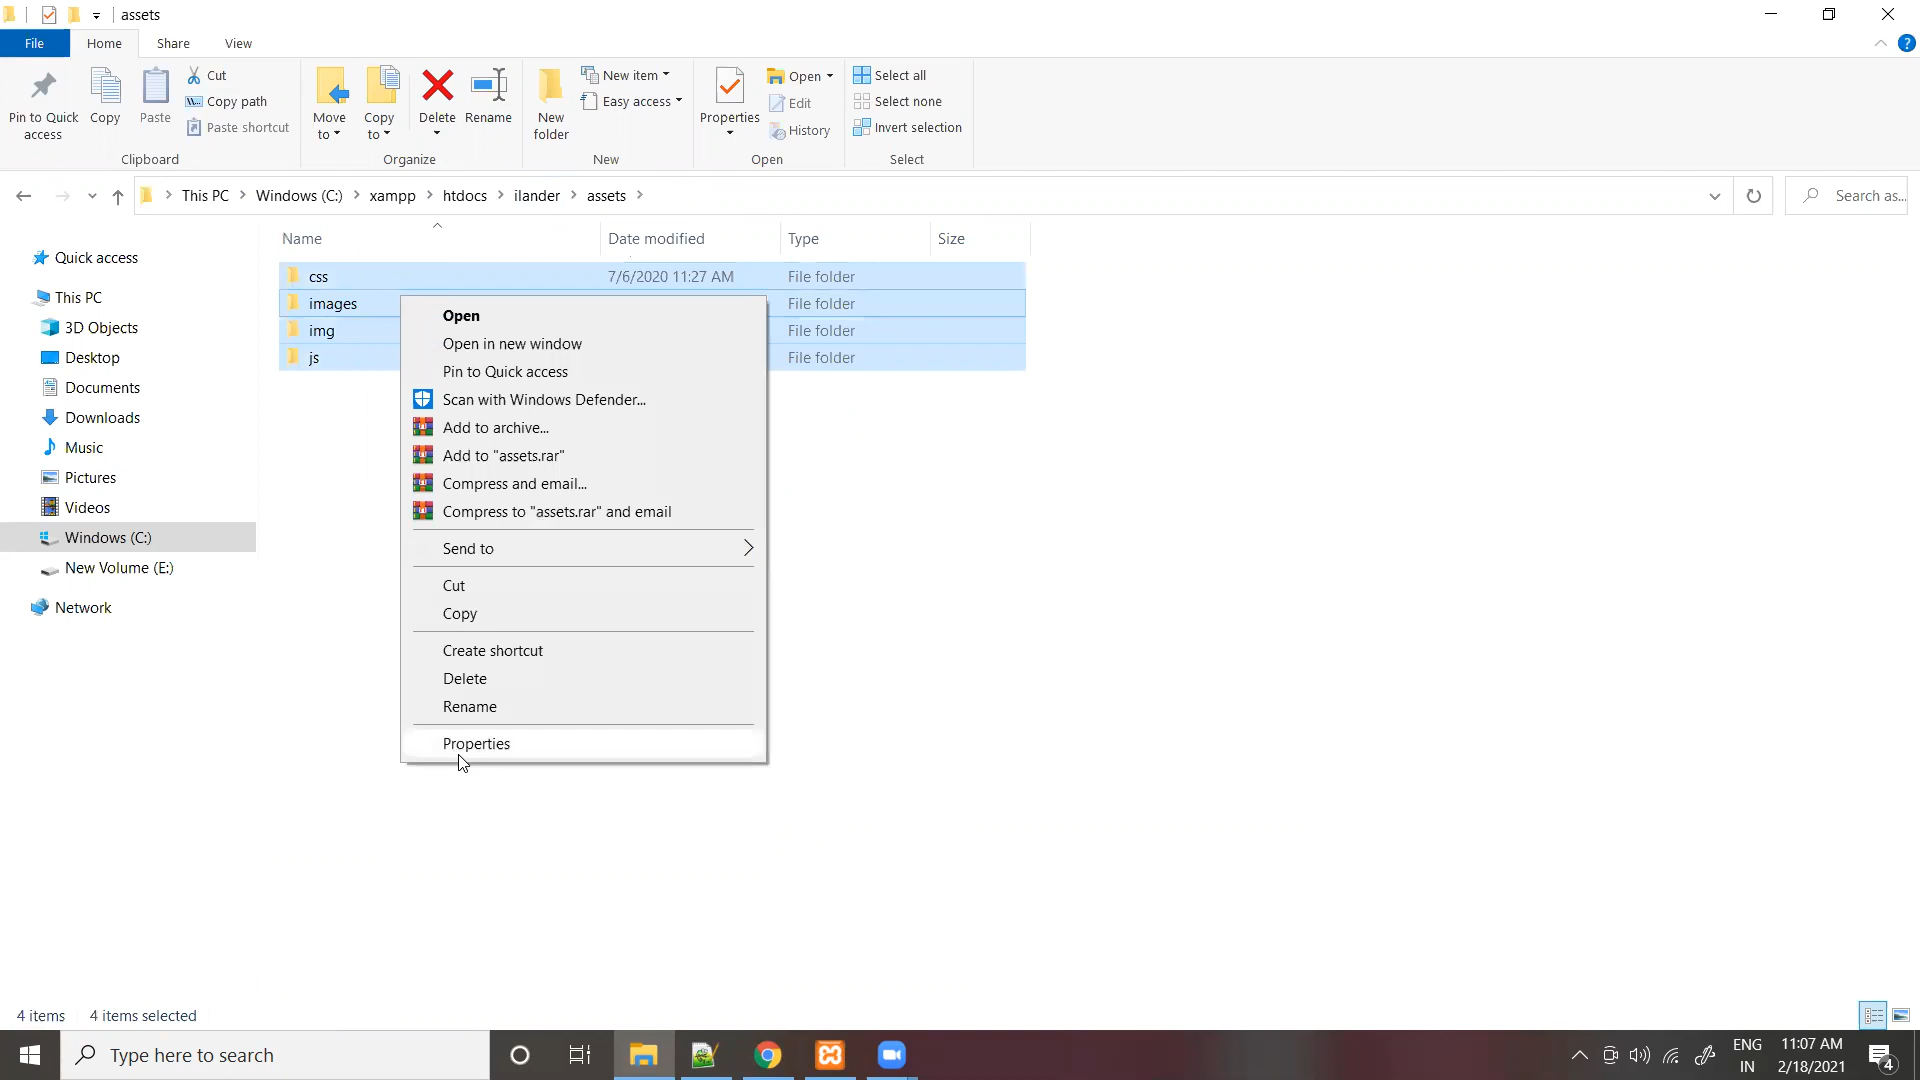 assets
File Home Share View
Pin to Quick access
Copy
Paste
Cut
Copy path
Paste shortcut
Clipboard
Move to
Copy to
Delete
Rename
Organize
New folder
New item
Easy access
New
Properties
Open
Edit
History
Open
Select all
Select none
Invert selection
Select
This PC > Windows (C:) > xampp > htdocs > ilander > assets >
Search as...
Name Date modified Type Size
Quick access
This PC
3D Objects
Desktop
Documents
Downloads
Music
Pictures
Videos
Windows (C:)
New Volume (E:)
Network
css 7/6/2020 11:27 AM File folder
images File folder
img File folder
js File folder
Open
Open in new window
Pin to Quick access
Scan with Windows Defender...
Add to archive...
Add to "assets.rar"
Compress and email...
Compress to "assets.rar" and email
Send to
Cut
Copy
Create shortcut
Delete
Rename
Properties
4 items 4 items selected
Type here to search
ENG
IN
11:07 AM
2/18/2021
4